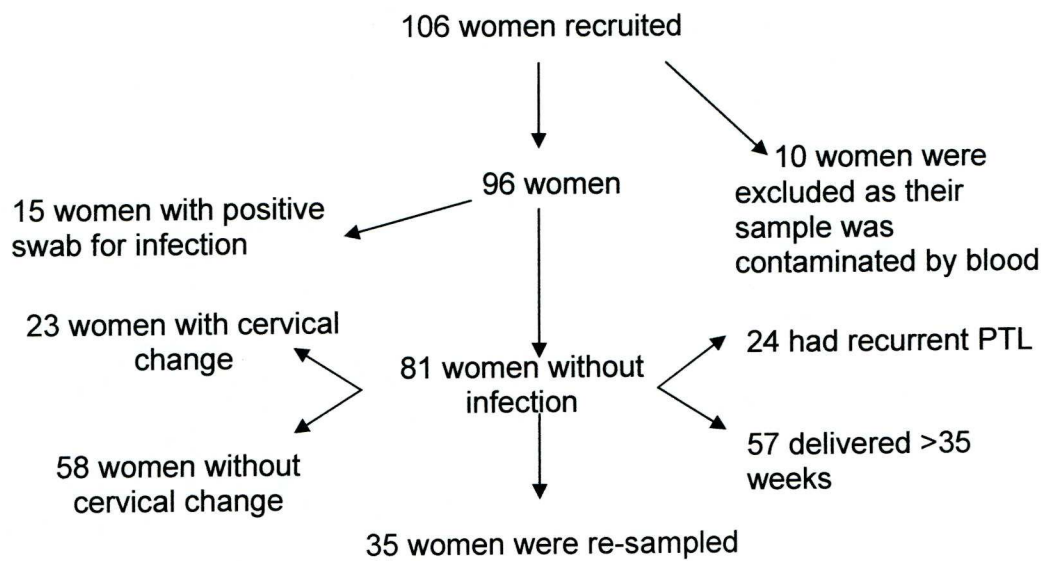 106 women recruited
96 women
10 women were
excluded as their
sample was
contaminated by blood
15 women with positive
swab for infection
23 women with cervical
change
81 women without
infection
24 had recurrent PTL
58 women without
cervical change
57 delivered >35
weeks
35 women were re-sampled